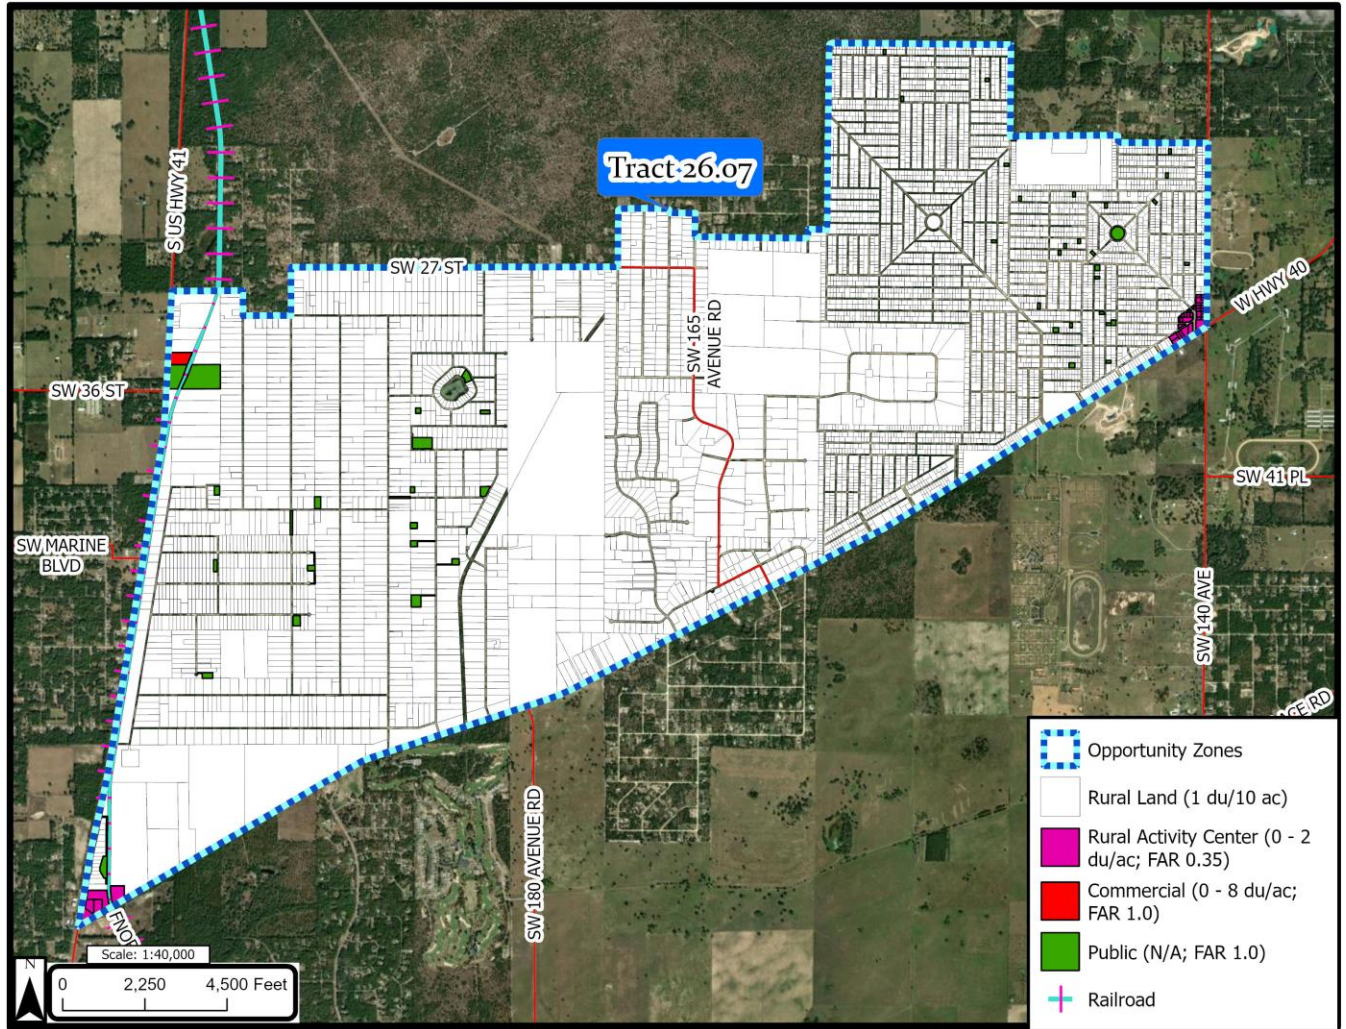 Tract 26.07
S US HWY 41
SW 27 ST
SW 165
AVENUE RD
W HWY 40
SW 36 ST
SW 41 PL
SW MARINE
BLVD
SW 140 AVE
SW 180 AVENUE RD
Opportunity Zones
Rural Land (1 du/10 ac)
Rural Activity Center (0 - 2
du/ac; FAR 0.35)
Commercial (0 - 8 du/ac;
FAR 1.0)
Public (N/A; FAR 1.0)
Railroad
N
Scale: 1:40,000
0 2,250 4,500 Feet